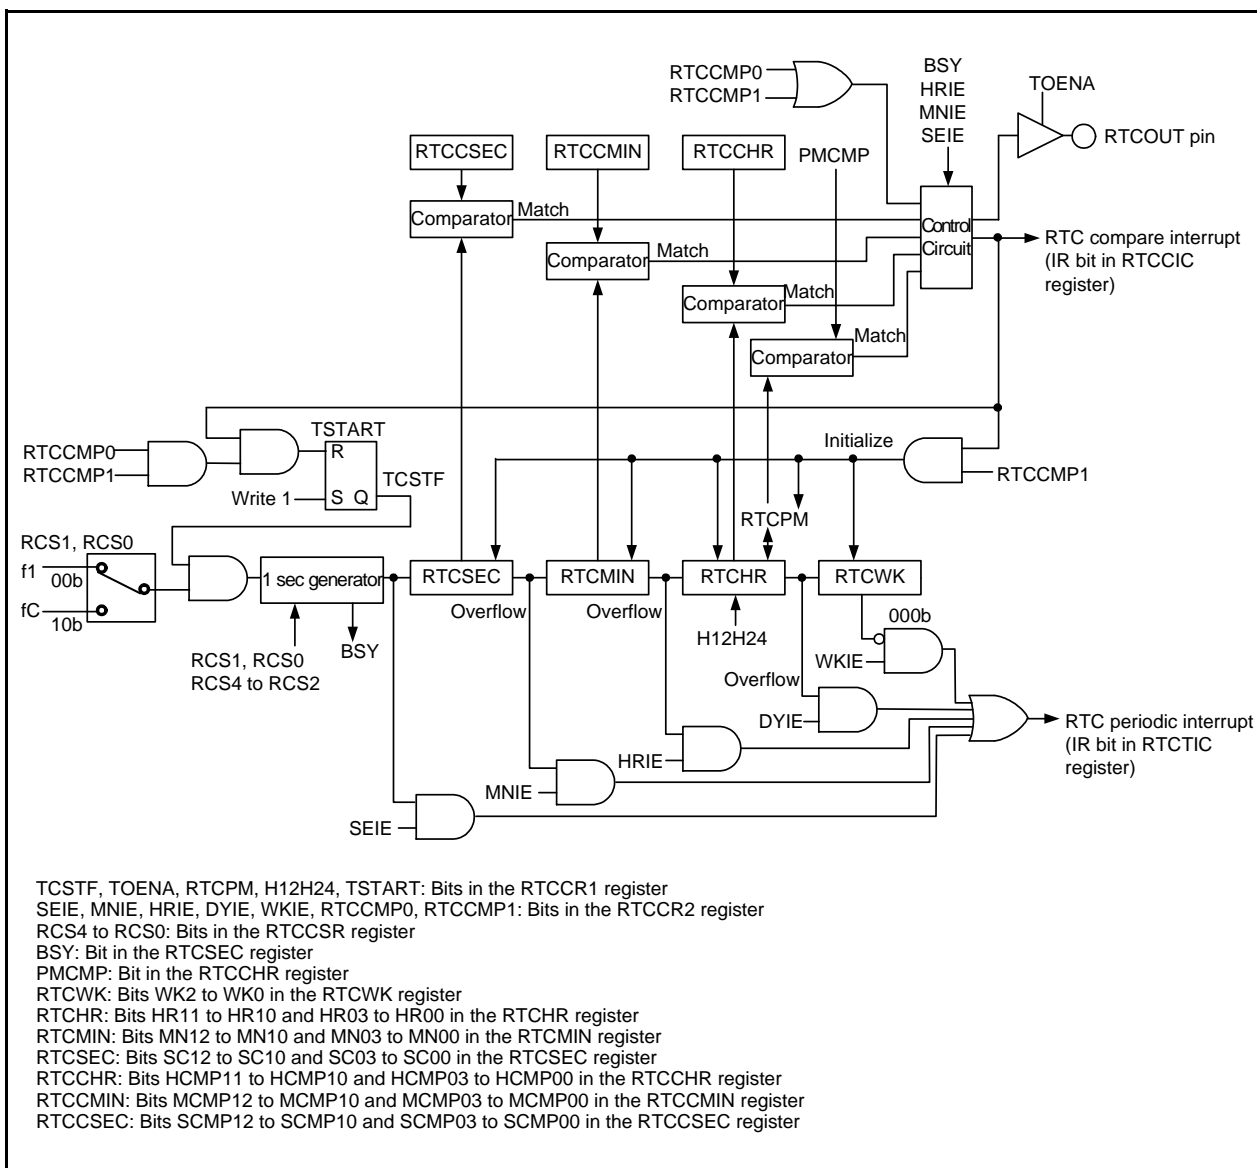 RTCCMP0
RTCCMP1
BSY
HRIE
MNIE
SEIE
TOENA
RTCOUT pin
RTCCSEC
RTCCMIN
RTCCHR
PMCMP
Comparator
Match
Control
Circuit
Comparator
Match
RTC compare interrupt
(IR bit in RTCCIC
register)
Comparator
Match
Comparator
Match
RTCCMP0
RTCCMP1
TSTART
R
S Q
Write 1
TCSTF
Initialize
RTCCMP1
RTCPM
RCS1, RCS0
f1
00b
fC
10b
1 sec generator
RTCSEC
RTCMIN
RTCHR
RTCWK
Overflow
Overflow
RCS1, RCS0
RCS4 to RCS2
BSY
H12H24
000b
WKIE
Overflow
DYIE
HRIE
MNIE
SEIE
RTC periodic interrupt
(IR bit in RTCTIC
register)
TCSTF, TOENA, RTCPM, H12H24, TSTART: Bits in the RTCCR1 register
SEIE, MNIE, HRIE, DYIE, WKIE, RTCCMP0, RTCCMP1: Bits in the RTCCR2 register
RCS4 to RCS0: Bits in the RTCCSR register
BSY: Bit in the RTCSEC register
PMCMP: Bit in the RTCCHR register
RTCWK: Bits WK2 to WK0 in the RTCWK register
RTCHR: Bits HR11 to HR10 and HR03 to HR00 in the RTCHR register
RTCMIN: Bits MN12 to MN10 and MN03 to MN00 in the RTCMIN register
RTCSEC: Bits SC12 to SC10 and SC03 to SC00 in the RTCSEC register
RTCCHR: Bits HCMP11 to HCMP10 and HCMP03 to HCMP00 in the RTCCHR register
RTCCMIN: Bits MCMP12 to MCMP10 and MCMP03 to MCMP00 in the RTCCMIN register
RTCCSEC: Bits SCMP12 to SCMP10 and SCMP03 to SCMP00 in the RTCCSEC register